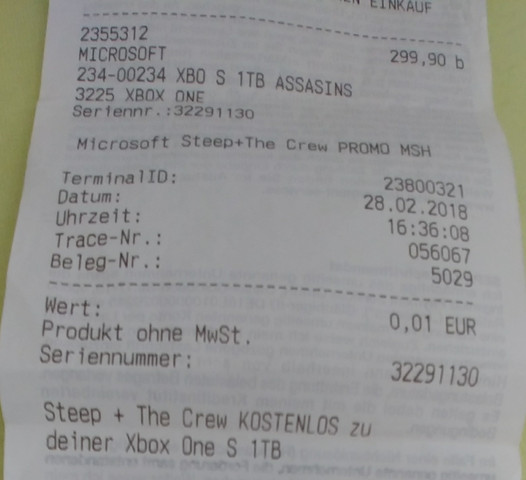 EINKAUF
2355312
MICROSOFT 299,90 b
234-00234 XBO S 1TB ASSASINS
3225 XBOX ONE
Seriennr.:32291130
Microsoft Steep+The Crew PROMO MSH
TerminalID: 23800321
Datum: 28.02.2018
Uhrzeit: 16:36:08
Trace-Nr.: 056067
Beleg-Nr.: 5029
Wert: 0,01 EUR
Produkt ohne MwSt.
Seriennummer: 32291130
Steep + The Crew KOSTENLOS zu
deiner Xbox One S 1TB